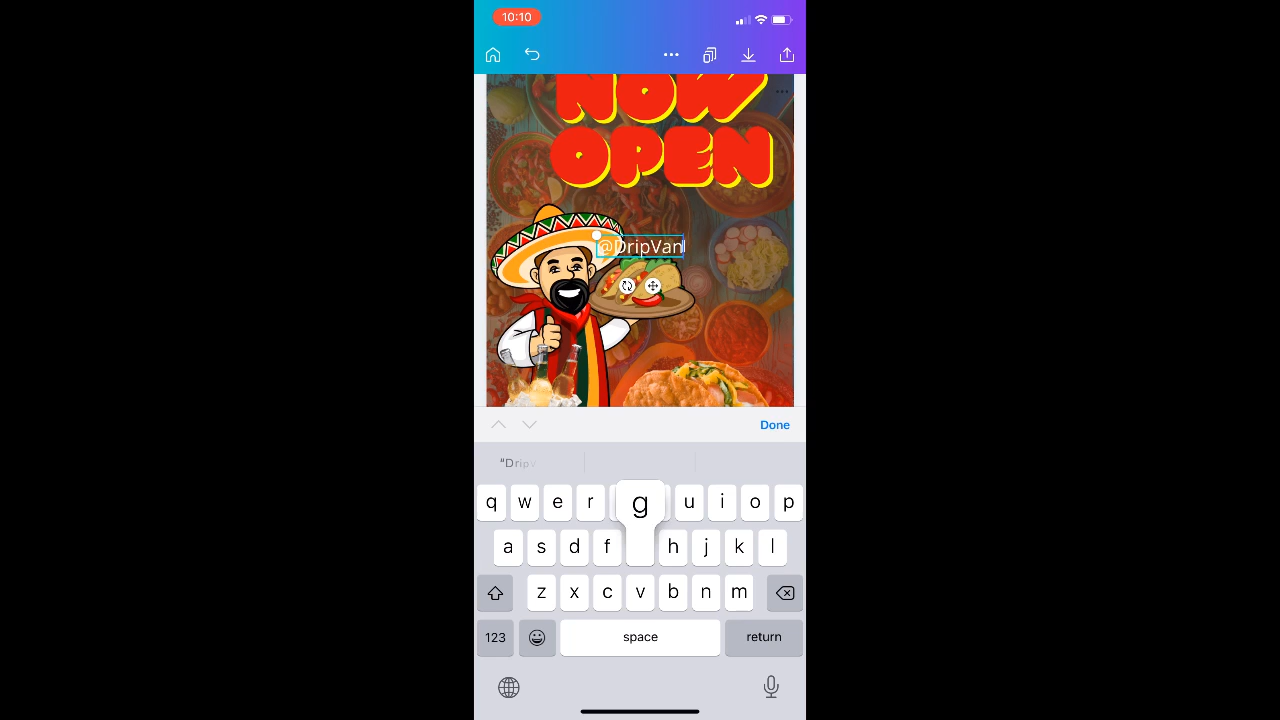 10:10
NOW
OPEN
@DripVan
Done
"Drip
q w e r u i o p
g
a s d f h j k l
z x c v b n m
123 space return